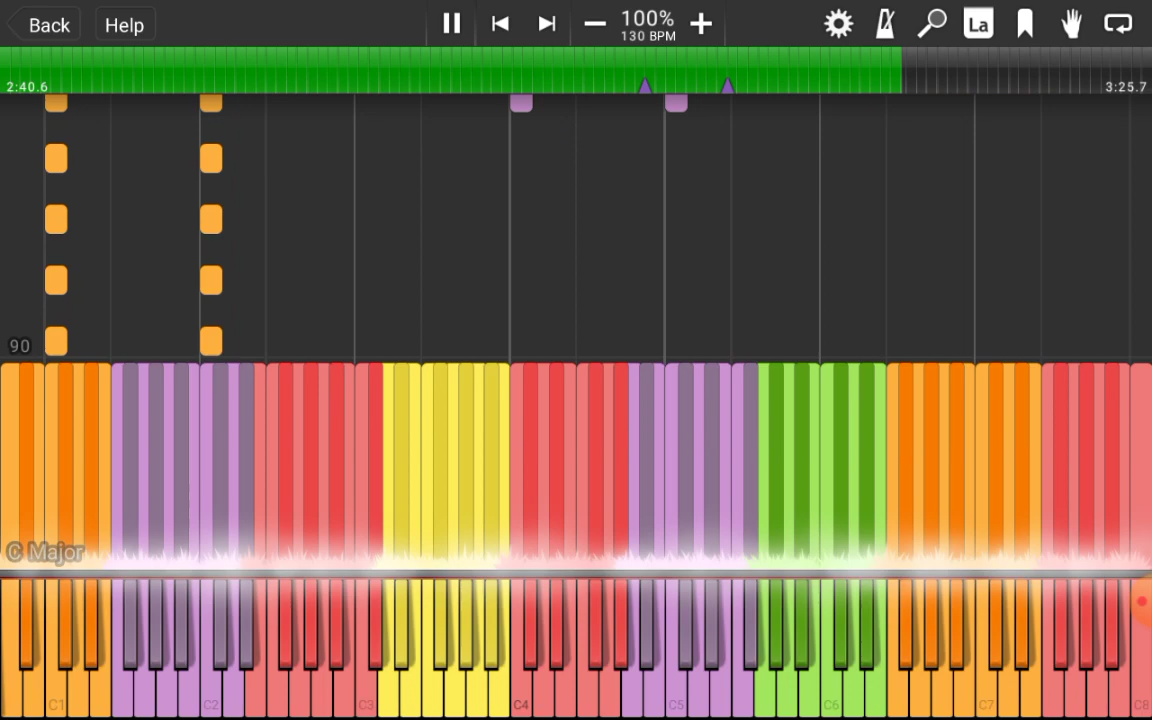 Back
Help
100%
130 BPM
La
2:40.6
3:25.7
90
C Major
C1
C2
C3
C4
C5
C6
C7
C8